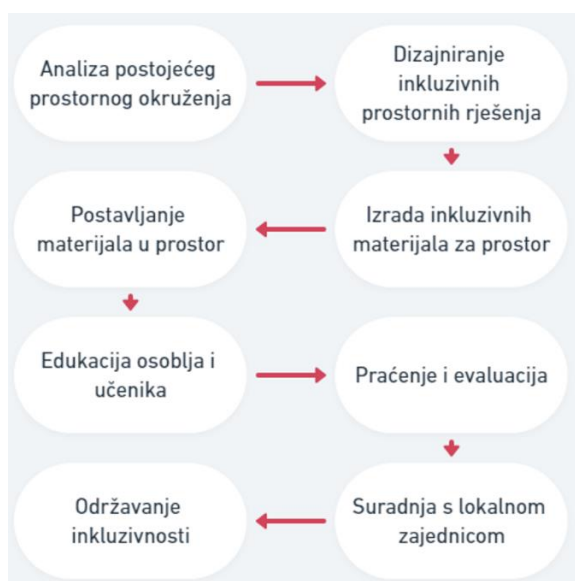 Analiza postojećeg
prostornog okruženja
Dizajniranje
inkluzivnih
prostornih rješenja
Izrada inkluzivnih
materijala za prostor
Postavljanje
materijala u prostor
Edukacija osoblja i
učenika
Praćenje i evaluacija
Suradnja s lokalnom
zajednicom
Održavanje
inkluzivnosti